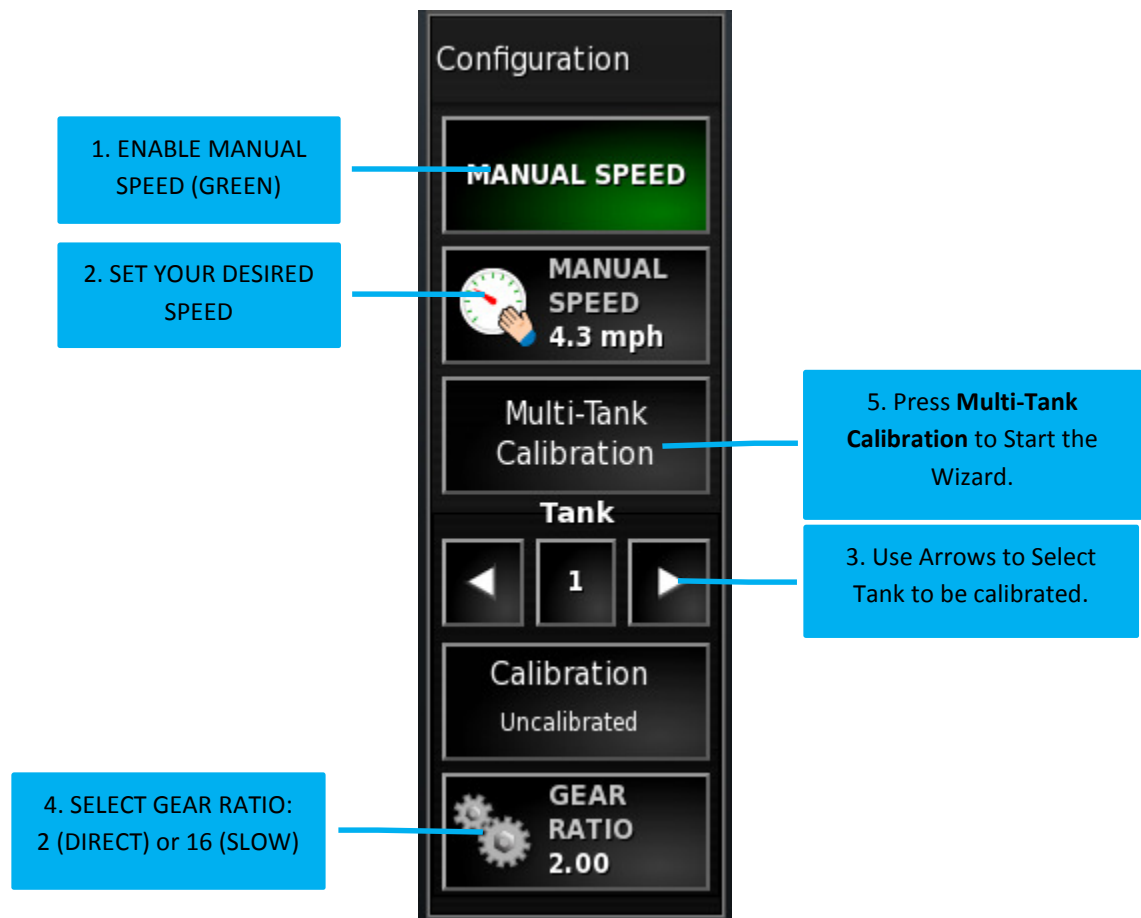 Configuration
1. ENABLE MANUAL
SPEED (GREEN)
MANUAL SPEED
2. SET YOUR DESIRED
SPEED
MANUAL
SPEED
4.3 mph
Multi-Tank
Calibration
5. Press Multi-Tank
Calibration to Start the
Wizard.
Tank
1
3. Use Arrows to Select
Tank to be calibrated.
Calibration
Uncalibrated
4. SELECT GEAR RATIO:
2 (DIRECT) or 16 (SLOW)
GEAR
RATIO
2.00